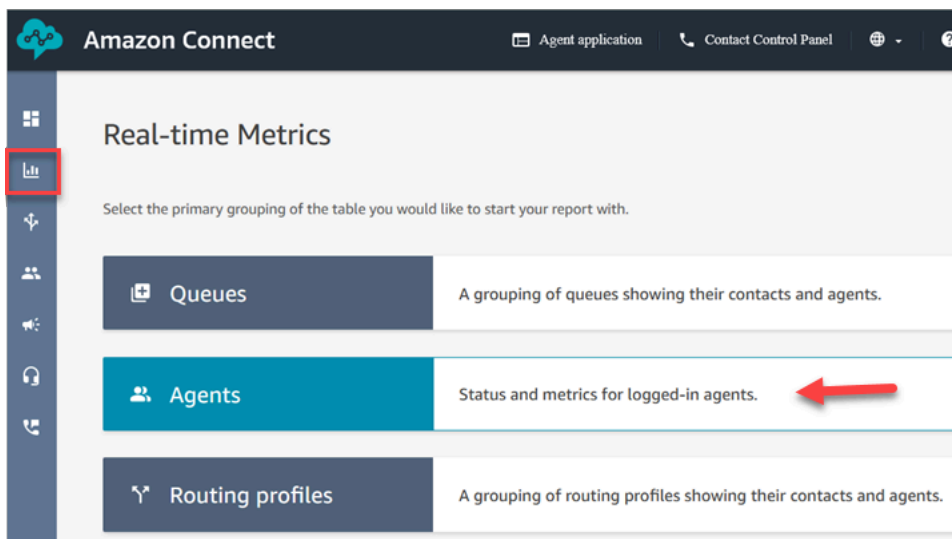 Amazon Connect
Agent application
Contact Control Panel
Real-time Metrics
Select the primary grouping of the table you would like to start your report with.
Queues
A grouping of queues showing their contacts and agents.
Agents
Status and metrics for logged-in agents.
Routing profiles
A grouping of routing profiles showing their contacts and agents.